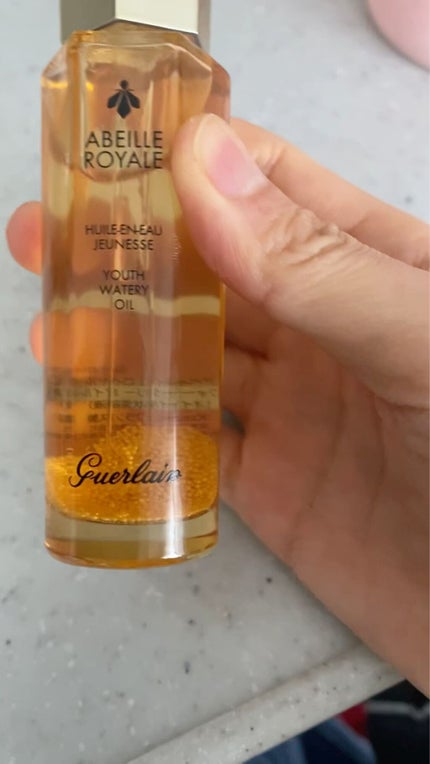 ABEILLE
ROYALE
HUILE-EN-EAU
JEUNESSE
YOUTH
WATERY
OIL
Guerlain